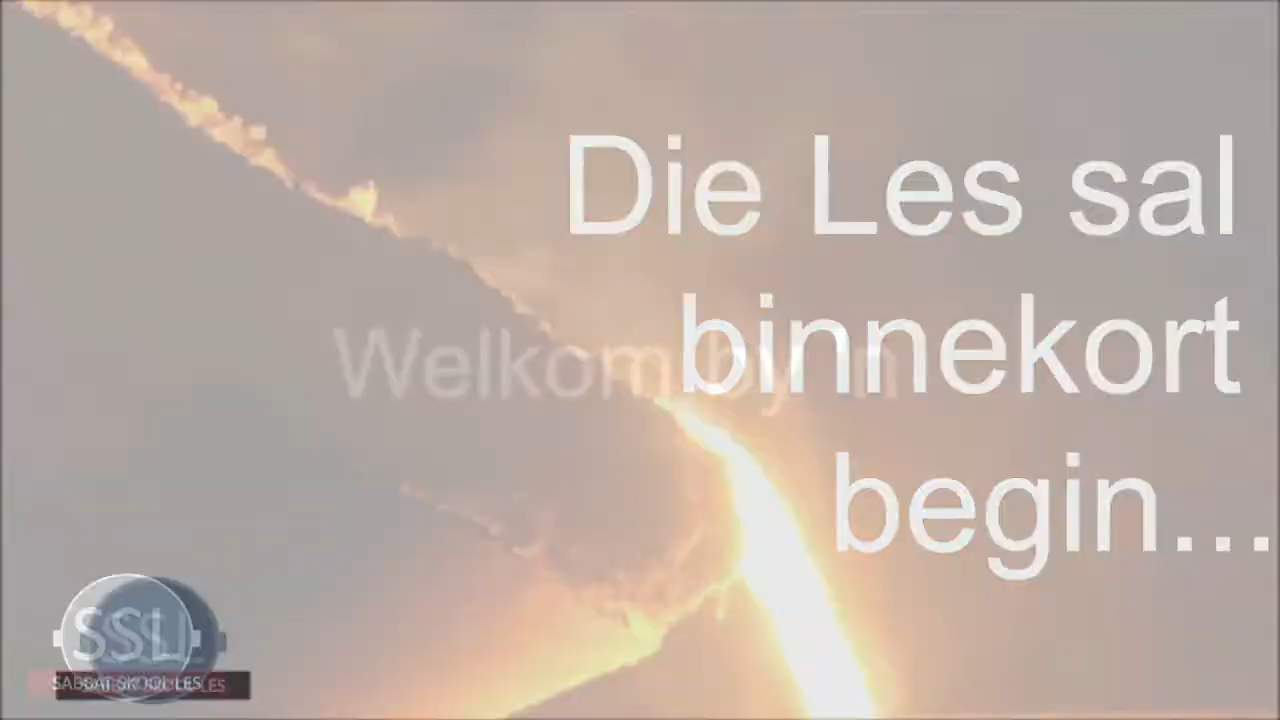 Die Les sal
binnekort
Welkom by
begin...
SSL
SABBAT SKOOL LES